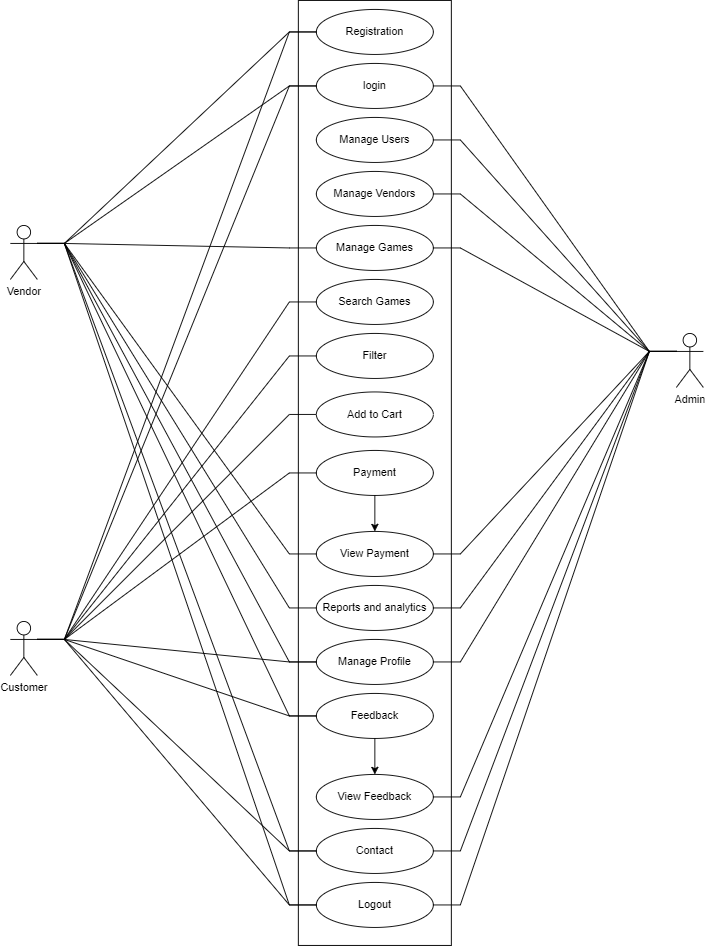 Registration
login
Manage Users
Manage Vendors
Manage Games
Vendor
Search Games
Filter
Admin
Add to Cart
Payment
View Payment
Reports and analytics
Manage Profile
Customer
Feedback
View Feedback
Contact
Logout